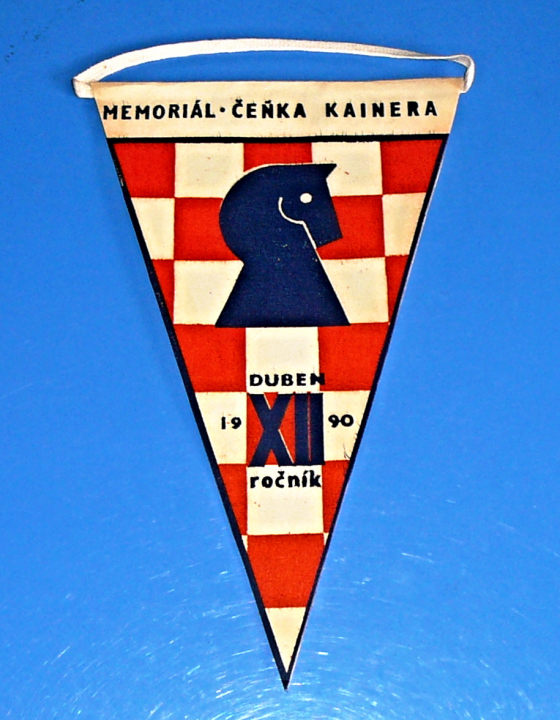 MEMORIÁL·ČEŇKA KAINERA
DUBEN
19 XII 90
ročník